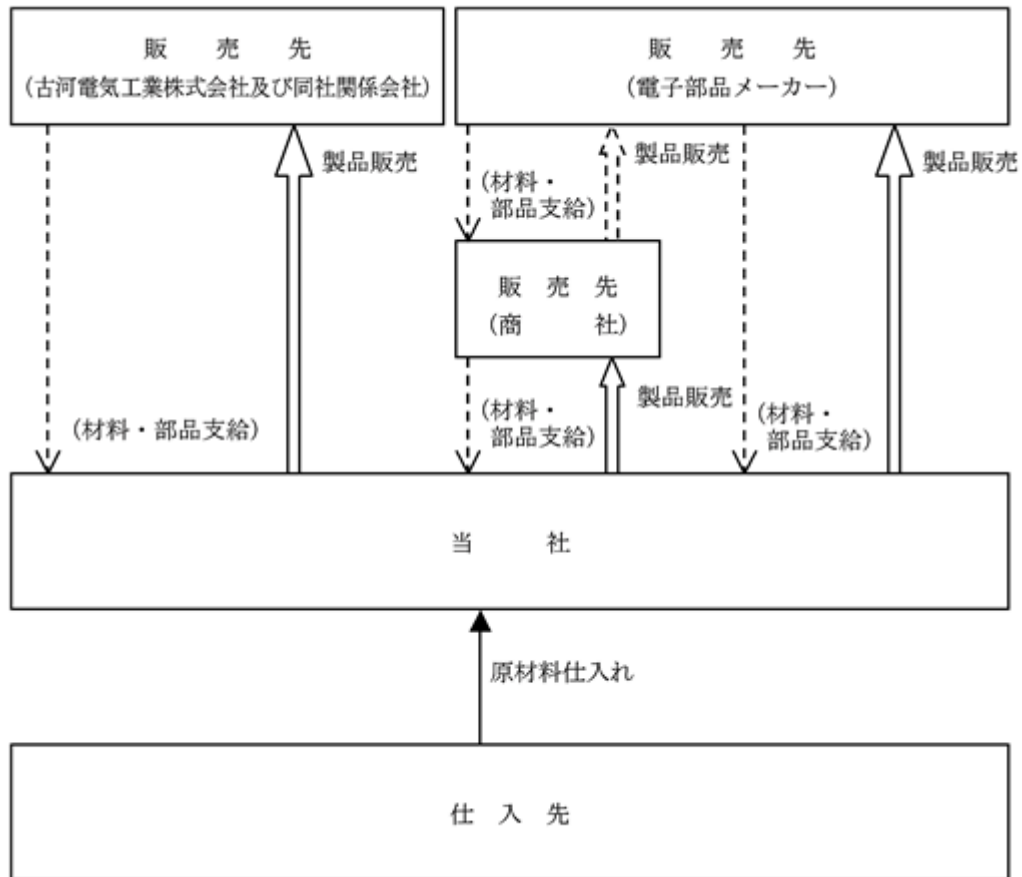 販売先
(古河電気工業株式会社及び同社関係会社)
販売先
(電子部品メーカー)
製品販売
(材料・
部品支給)
製品販売
製品販売
販売先
(商社)
(材料・部品支給)
(材料・
部品支給)
製品販売
(材料・
部品支給)
当社
原材料仕入れ
仕入先